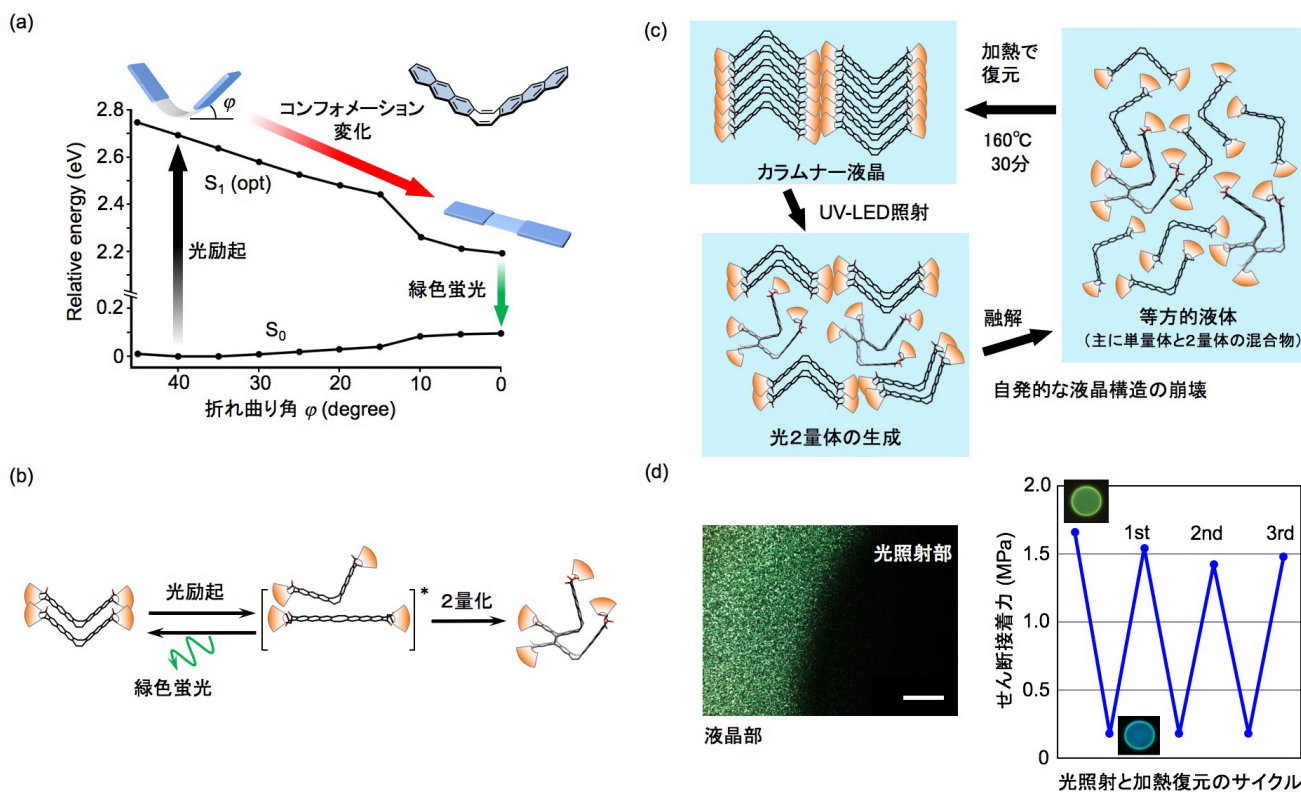 (a)
φ
コンフォメーション
変化
2.8
2.6
2.4
2.2
0.2
0
Relative energy (eV)
S1 (opt)
光励起
緑色蛍光
S0
40
30
20
10
0
折れ曲り角 φ (degree)
(b)
光励起
緑色蛍光
*
2量化
(c)
カラムナー液晶
加熱で
復元
160℃
30分
UV-LED照射
光2量体の生成
融解
等方的液体
(主に単量体と2量体の混合物)
自発的な液晶構造の崩壊
(d)
光照射部
液晶部
2.0
1.5
1.0
0.5
0
せん断接着力 (MPa)
1st
2nd
3rd
光照射と加熱復元のサイクル